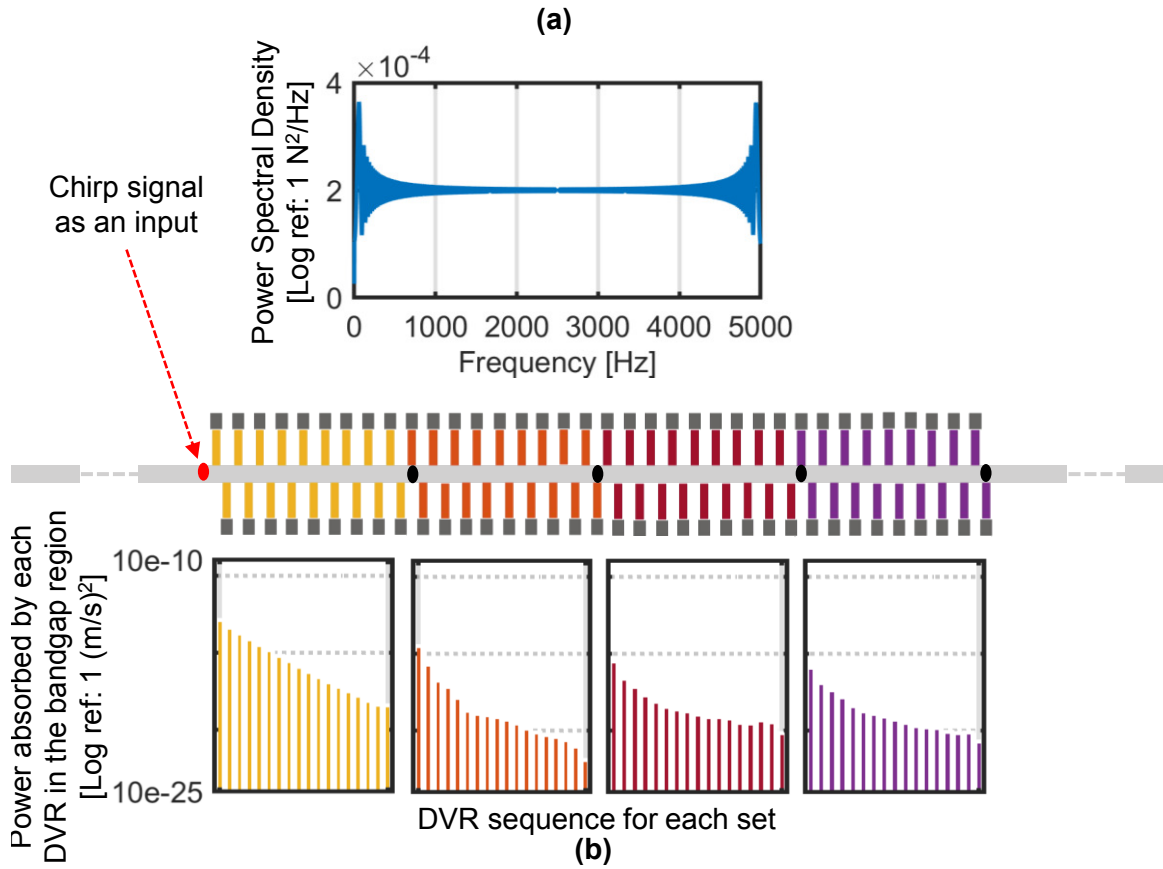 (a)
×10⁻⁴
Power Spectral Density
[Log ref: 1 N²/Hz]
4
2
0
0 1000 2000 3000 4000 5000
Frequency [Hz]
Chirp signal
as an input
Power absorbed by each
DVR in the bandgap region
[Log ref: 1 (m/s)²]
10e-10
10e-25
DVR sequence for each set
(b)